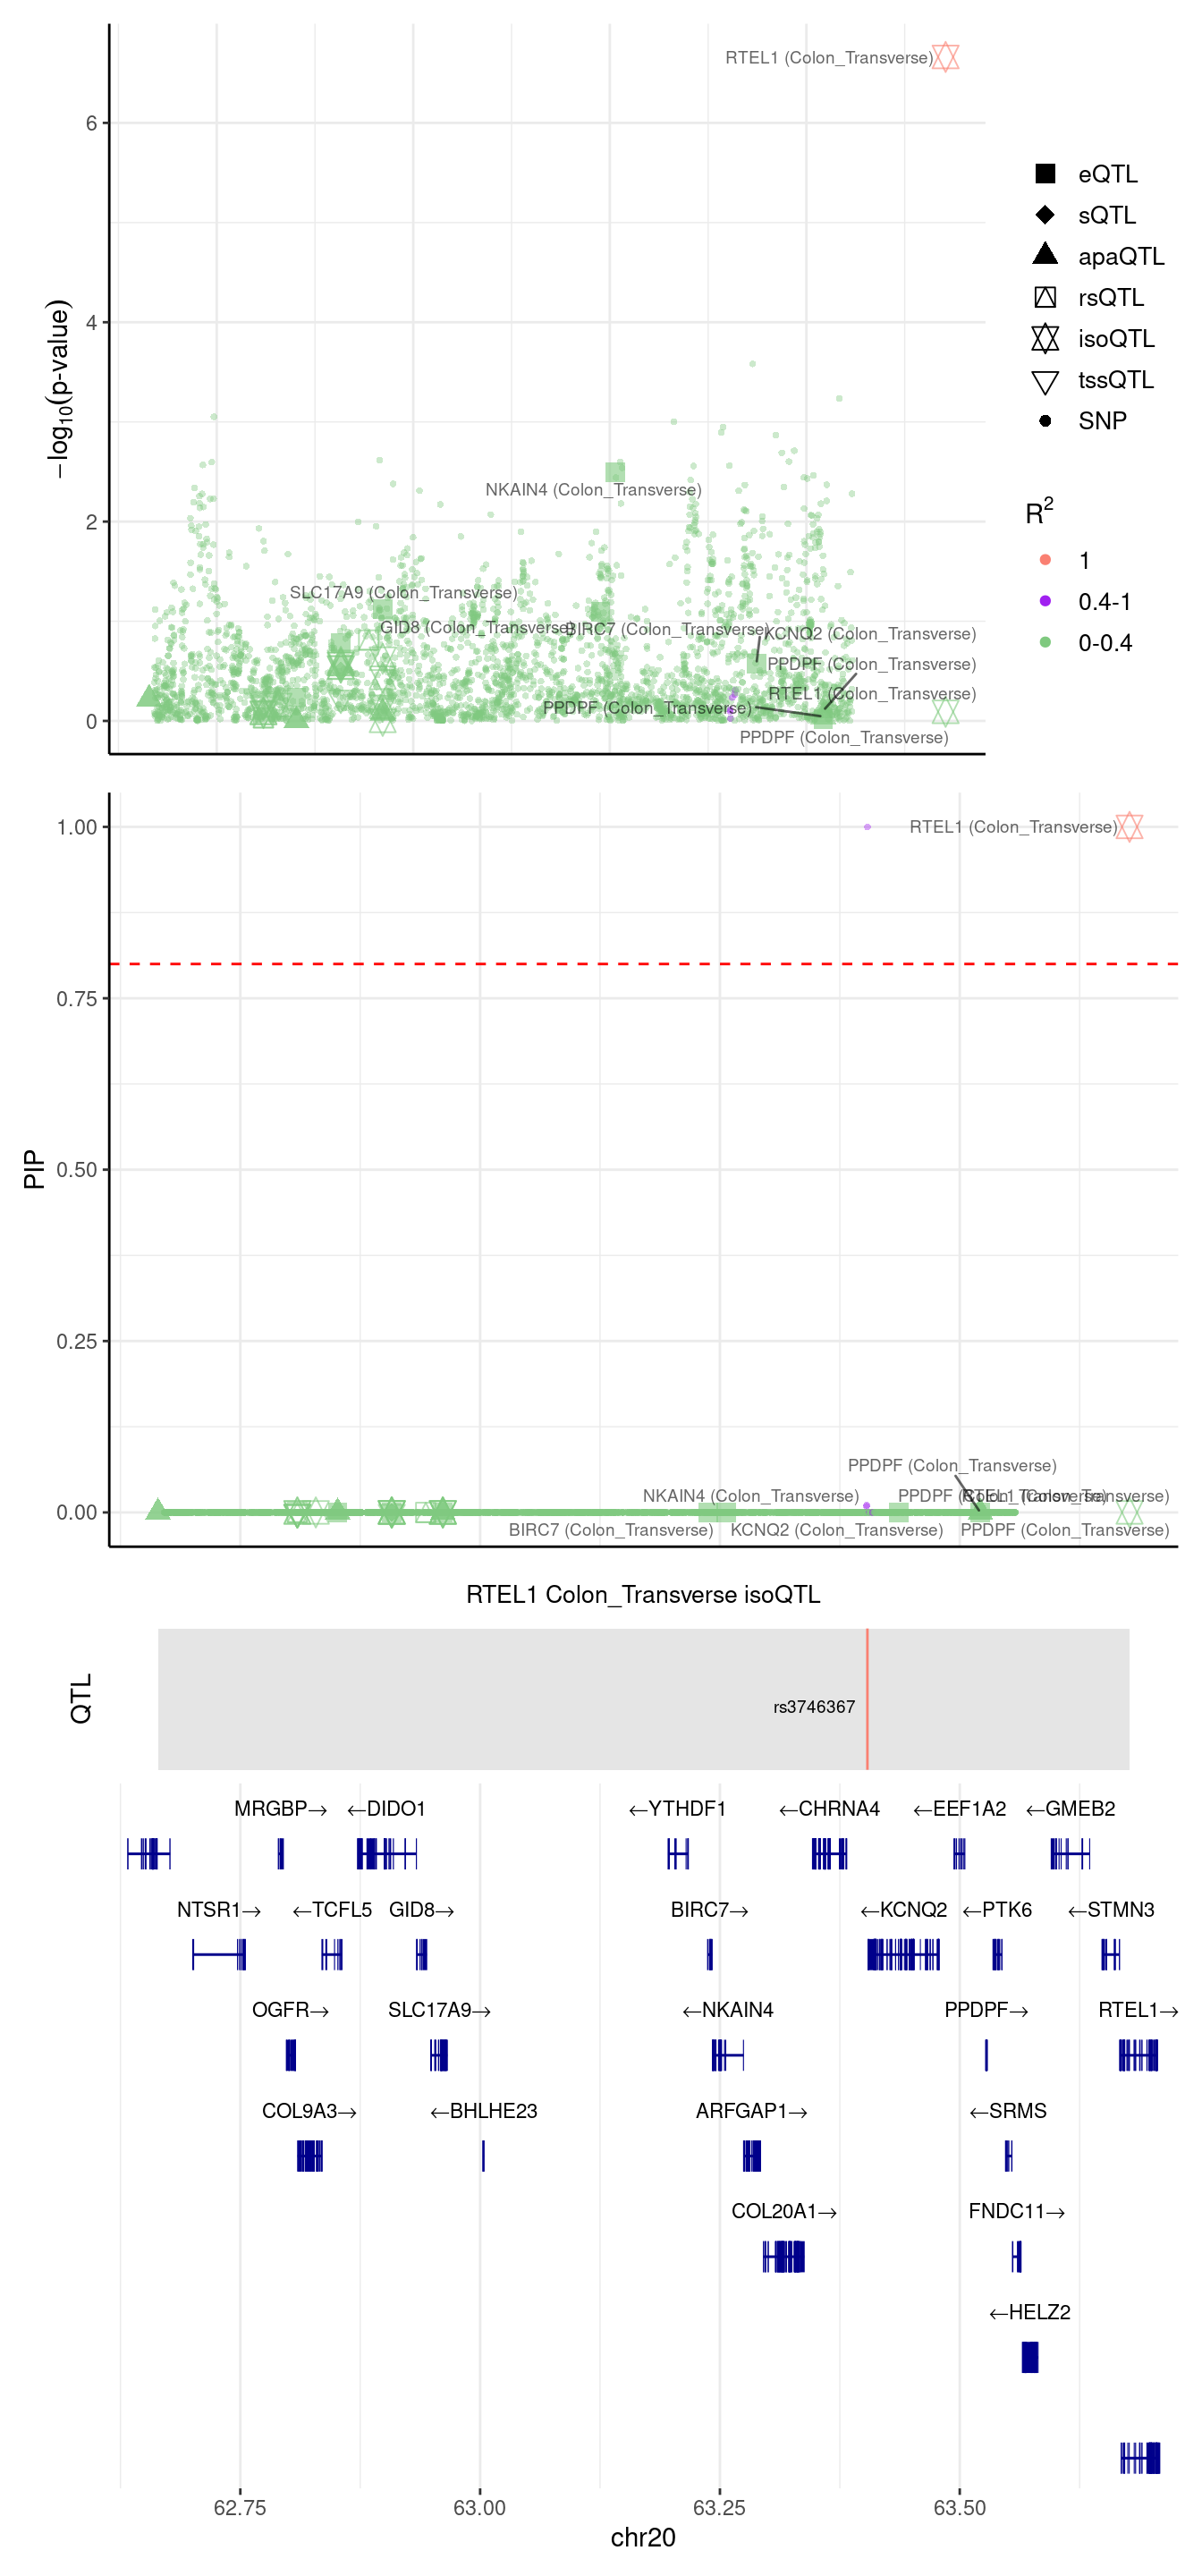 RTEL1 (Colon_Transverse)
6
4
2
0
−log10(p-value)
NKAIN4 (Colon_Transverse)
SLC17A9 (Colon_Transverse)
GID8 (Colon_Transverse)
BIRC7 (Colon_Transverse)
KCNQ2 (Colon_Transverse)
PPDPF (Colon_Transverse)
RTEL1 (Colon_Transverse)
PPDPF (Colon_Transverse)
PPDPF (Colon_Transverse)
eQTL
sQTL
apaQTL
rsQTL
isoQTL
tssQTL
SNP
R2
1
0.4-1
0-0.4
1.00
0.75
0.50
0.25
0.00
PIP
RTEL1 (Colon_Transverse)
PPDPF (Colon_Transverse)
NKAIN4 (Colon_Transverse)
PPDPF (Colon_Transverse)
RTEL1 (Colon_Transverse)
BIRC7 (Colon_Transverse)
KCNQ2 (Colon_Transverse)
PPDPF (Colon_Transverse)
RTEL1 Colon_Transverse isoQTL
QTL
rs3746367
MRGBP→ ←DIDO1 ←YTHDF1 ←CHRNA4 ←EEF1A2 ←GMEB2
NTSR1→ ←TCFL5 GID8→ BIRC7→ ←KCNQ2 ←PTK6 ←STMN3
OGFR→ SLC17A9→ ←NKAIN4 PPDPF→ RTEL1→
COL9A3→ ←BHLHE23 ARFGAP1→ ←SRMS
COL20A1→ FNDC11→
←HELZ2
62.75 63.00 63.25 63.50
chr20